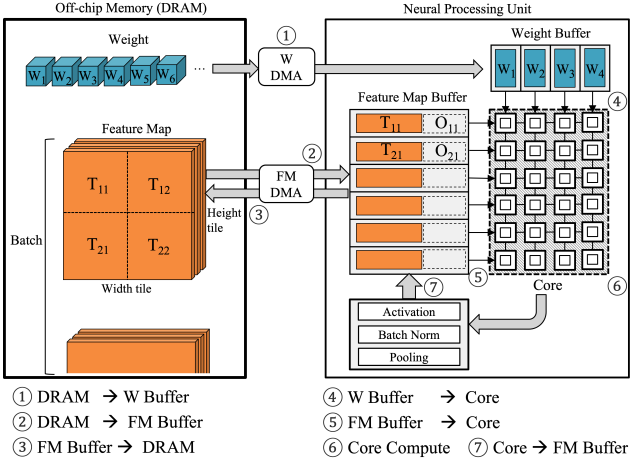 Off-chip Memory (DRAM)
Neural Processing Unit
Weight
W1 W2 W3 W4 W5 W6 ...
①
W
DMA
Weight Buffer
W1 W2 W3 W4
④
Feature Map Buffer
T11 O11
T21 O21
Feature Map
T11 T12
T21 T22
Batch
Height
tile
Width tile
②
FM
DMA
③
⑤
Core
⑥
⑦
Activation
Batch Norm
Pooling
① DRAM → W Buffer
② DRAM → FM Buffer
③ FM Buffer → DRAM
④ W Buffer → Core
⑤ FM Buffer → Core
⑥ Core Compute ⑦ Core → FM Buffer